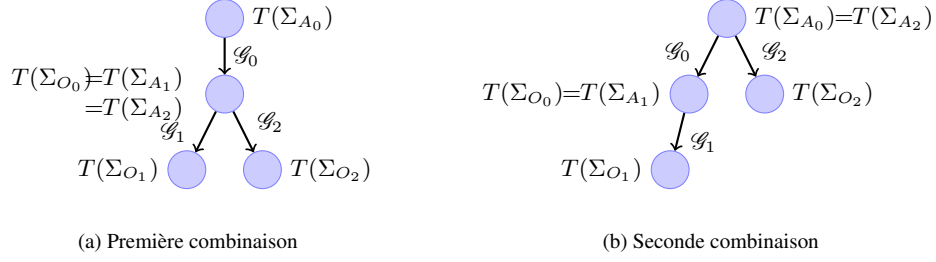 T(Σ_{A_0})
𝒢_0
T(Σ_{O_0})=T(Σ_{A_1})
=T(Σ_{A_2})
𝒢_1
𝒢_2
T(Σ_{O_1})
T(Σ_{O_2})
(a) Première combinaison
T(Σ_{A_0})=T(Σ_{A_2})
𝒢_0
𝒢_2
T(Σ_{O_0})=T(Σ_{A_1})
T(Σ_{O_2})
𝒢_1
T(Σ_{O_1})
(b) Seconde combinaison